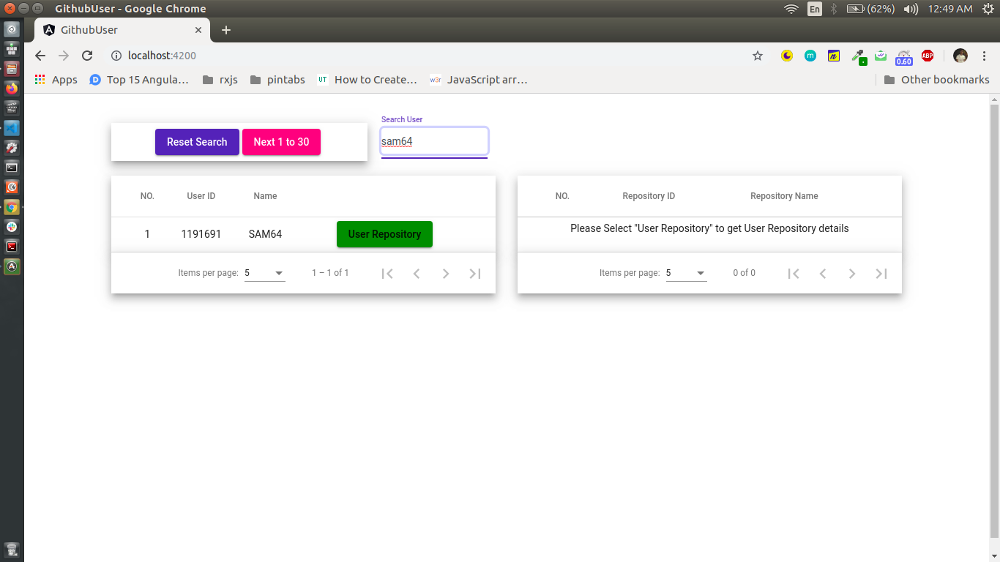 GithubUser - Google Chrome
En
(62%)
12:49 AM
GithubUser
localhost:4200
m
n
0.60
ABP
Apps
Top 15 Angula...
rxjs
pintabs
UT How to Create...
w3r JavaScript arr...
Other bookmarks
Search User
Reset Search
Next 1 to 30
sam64
NO. User ID Name
1 1191691 SAM64 User Repository
Items per page: 5 1 – 1 of 1
NO. Repository ID Repository Name
Please Select "User Repository" to get User Repository details
Items per page: 5 0 of 0